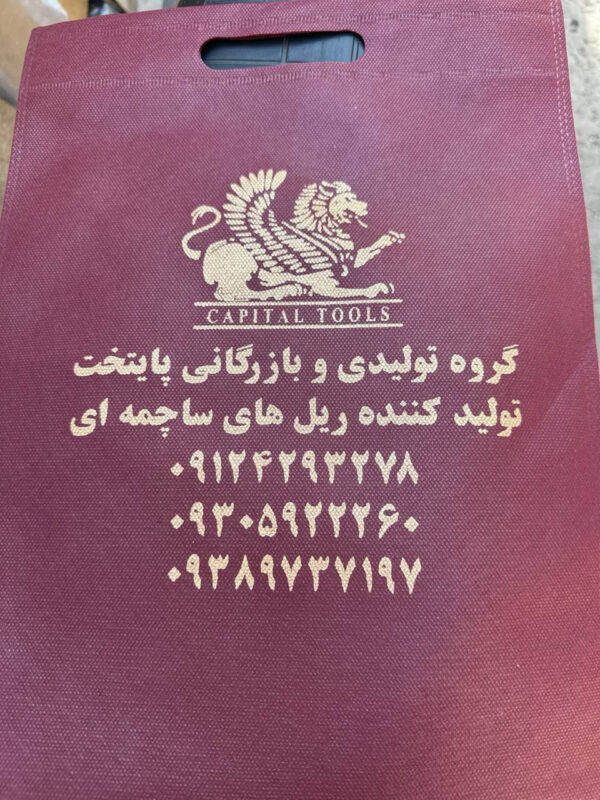 CAPITAL TOOLS
گروه تولیدی و بازرگانی پایتخت
تولید کننده ریل های ساچمه ای
۰۹۱۲۴۲۹۳۲۷۸
۰۹۳۰۵۹۲۲۲۶۰
۰۹۳۸۹۷۳۷۱۹۷